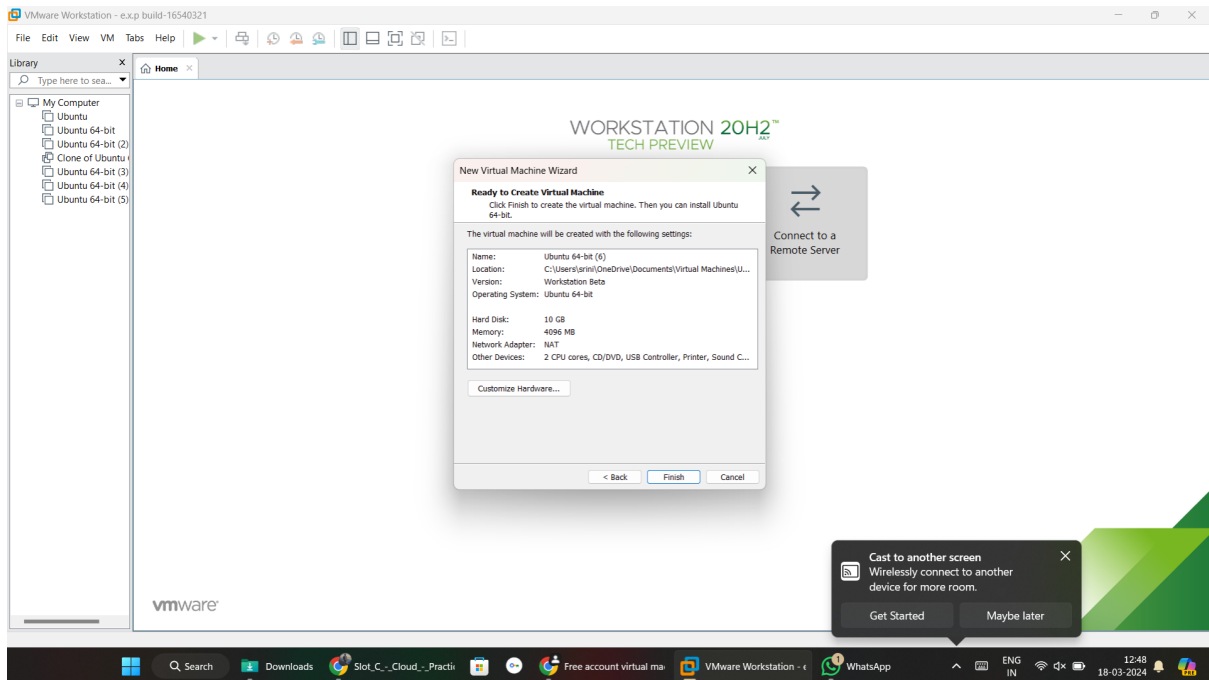 VMware Workstation - e.x.p build-16540321
File Edit View VM Tabs Help
Library
Home
Type here to sea...
My Computer
Ubuntu
Ubuntu 64-bit
Ubuntu 64-bit (2)
Clone of Ubuntu
Ubuntu 64-bit (3)
Ubuntu 64-bit (4)
Ubuntu 64-bit (5)
WORKSTATION 20H2™
TECH PREVIEW
New Virtual Machine Wizard
Ready to Create Virtual Machine
Click Finish to create the virtual machine. Then you can install Ubuntu
64-bit.
The virtual machine will be created with the following settings:
Name: Ubuntu 64-bit (6)
Location: C:\Users\srini\OneDrive\Documents\Virtual Machines\U...
Version: Workstation Beta
Operating System: Ubuntu 64-bit
Hard Disk: 10 GB
Memory: 4096 MB
Network Adapter: NAT
Other Devices: 2 CPU cores, CD/DVD, USB Controller, Printer, Sound C...
Customize Hardware...
< Back Finish Cancel
Connect to a
Remote Server
vmware
Cast to another screen
Wirelessly connect to another
device for more room.
Get Started Maybe later
Search Downloads Slot_C_-_Cloud_-_Practic Free account virtual ma VMware Workstation - e WhatsApp
ENG
IN
12:48
18-03-2024